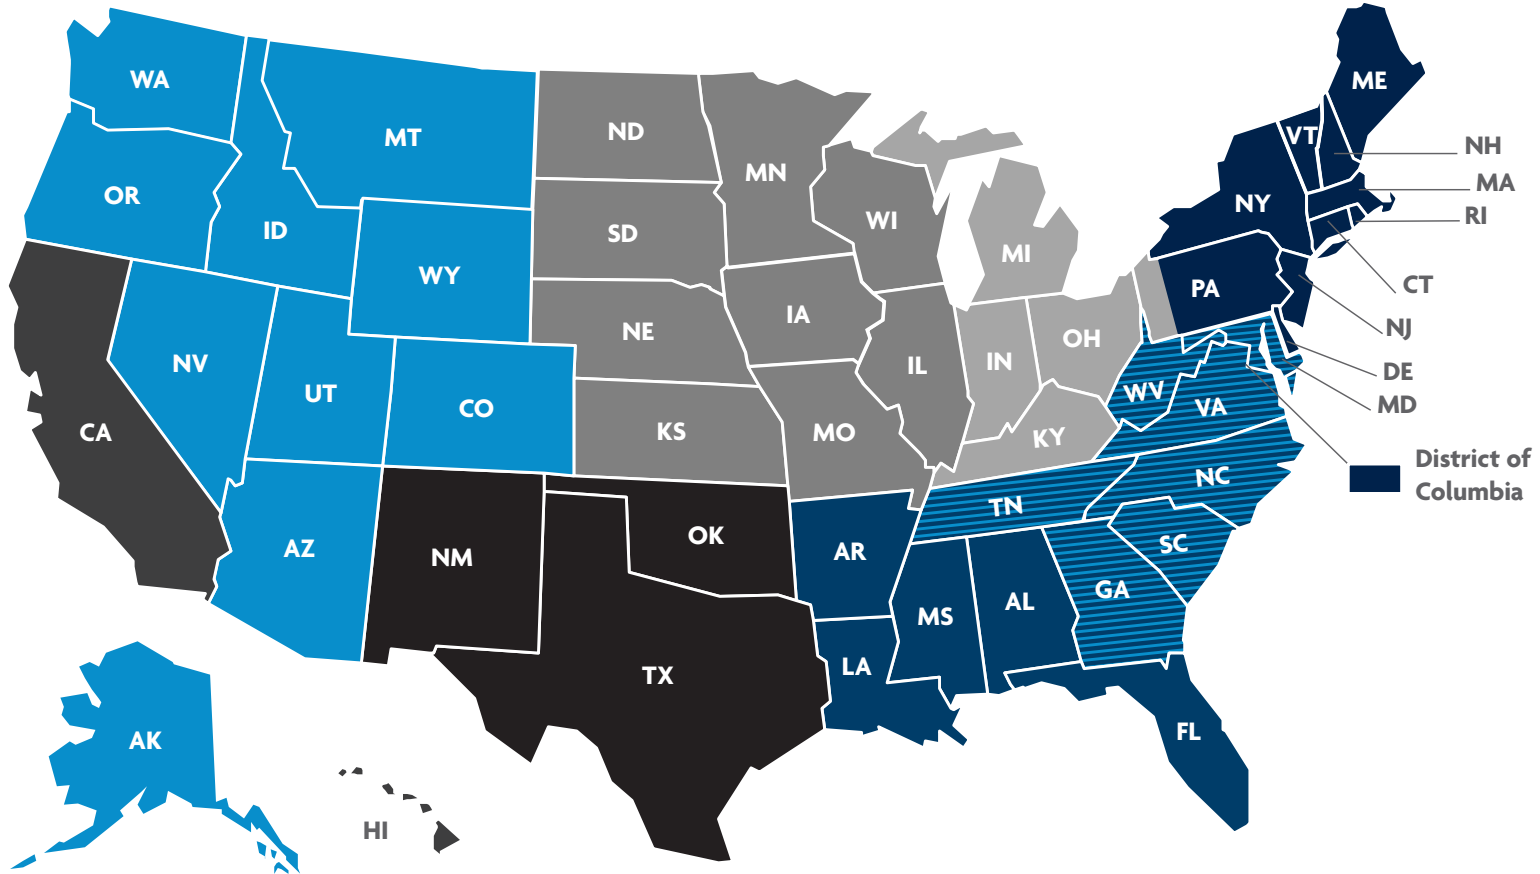 WA
MT
ND
MN
ME
VT
NH
OR
ID
SD
WI
MI
NY
MA
RI
WY
NE
IA
PA
CT
NV
UT
CO
KS
MO
IL
IN
OH
NJ
DE
MD
CA
WV
VA
KY
District of
Columbia
AZ
NM
OK
AR
TN
NC
SC
MS
AL
GA
TX
LA
FL
AK
HI